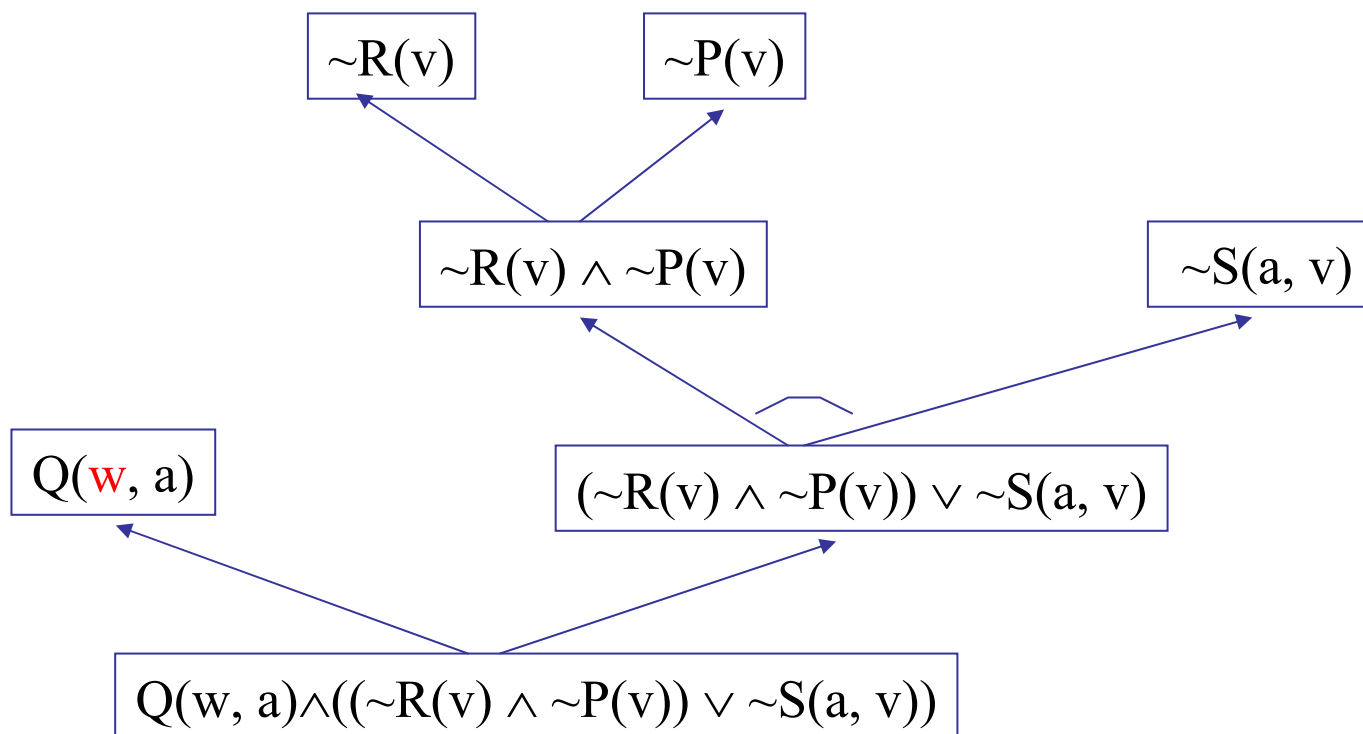 ~R(v)
~P(v)
~R(v) ∧ ~P(v)
~S(a, v)
Q(w, a)
(~R(v) ∧ ~P(v)) ∨ ~S(a, v)
Q(w, a)∧((~R(v) ∧ ~P(v)) ∨ ~S(a, v))